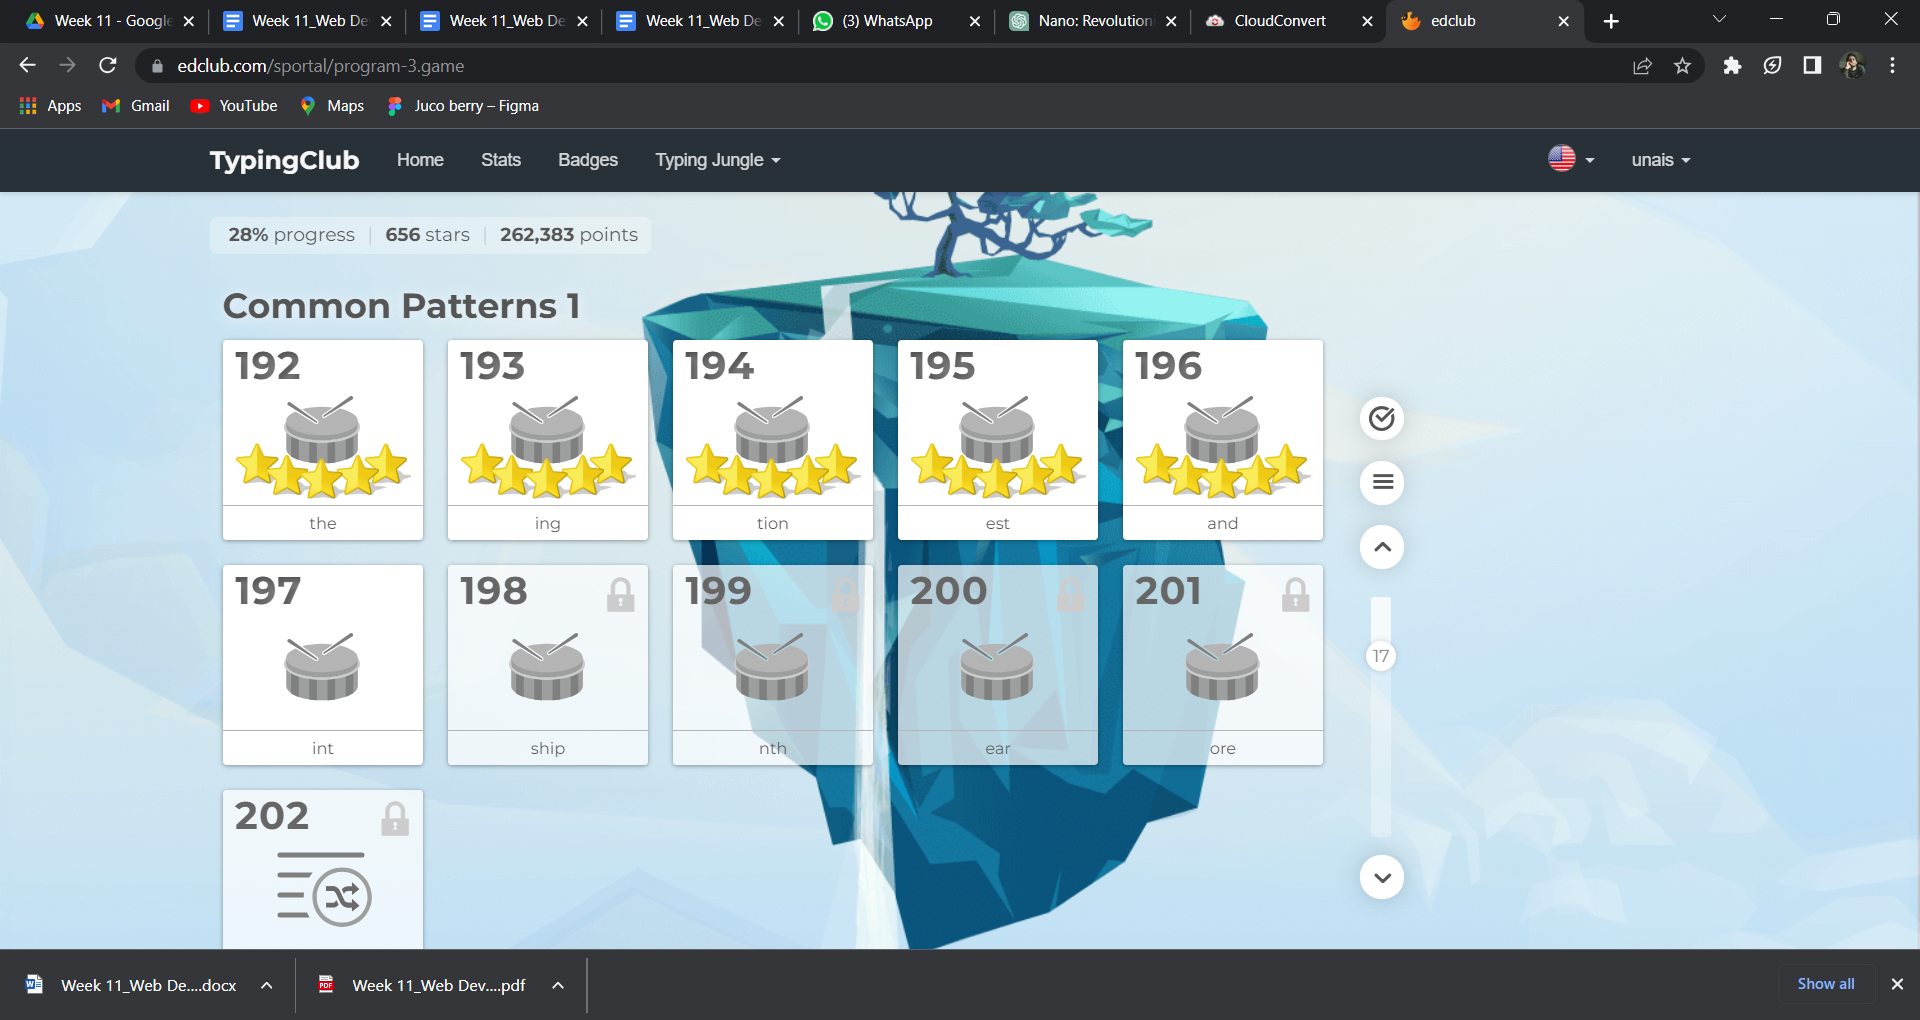 Week 11 - Google
Week 11_Web De
Week 11_Web De
Week 11_Web De
(3) WhatsApp
Nano: Revolutioni
CloudConvert
edclub
edclub.com/sportal/program-3.game
Apps
Gmail
YouTube
Maps
Juco berry – Figma
TypingClub
Home
Stats
Badges
Typing Jungle
unais
28% progress
656 stars
262,383 points
Common Patterns 1
192
193
194
195
196
the
ing
tion
est
and
197
198
199
200
201
17
int
ship
nth
ear
ore
202
Week 11_Web De....docx
PDF
Week 11_Web Dev....pdf
Show all